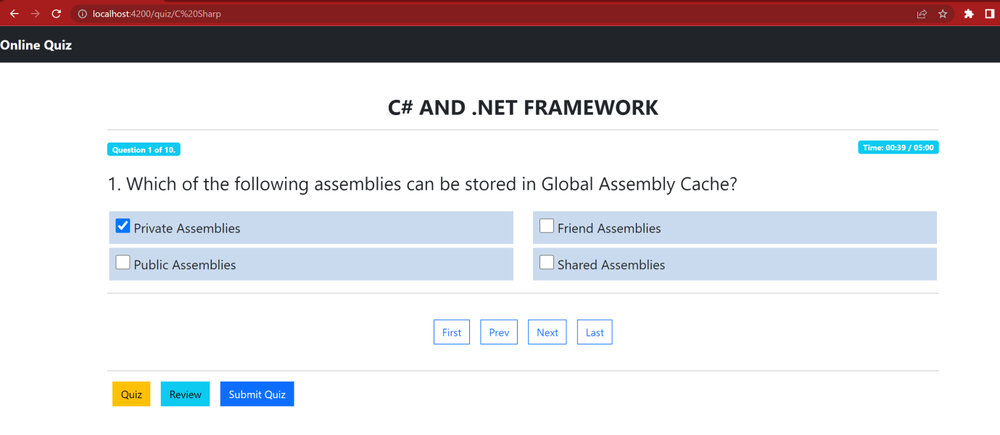 localhost:4200/quiz/C%20Sharp
Online Quiz
C# AND .NET FRAMEWORK
Question 1 of 10.
Time: 00:39 / 05:00
1. Which of the following assemblies can be stored in Global Assembly Cache?
Private Assemblies
Friend Assemblies
Public Assemblies
Shared Assemblies
First Prev Next Last
Quiz Review Submit Quiz